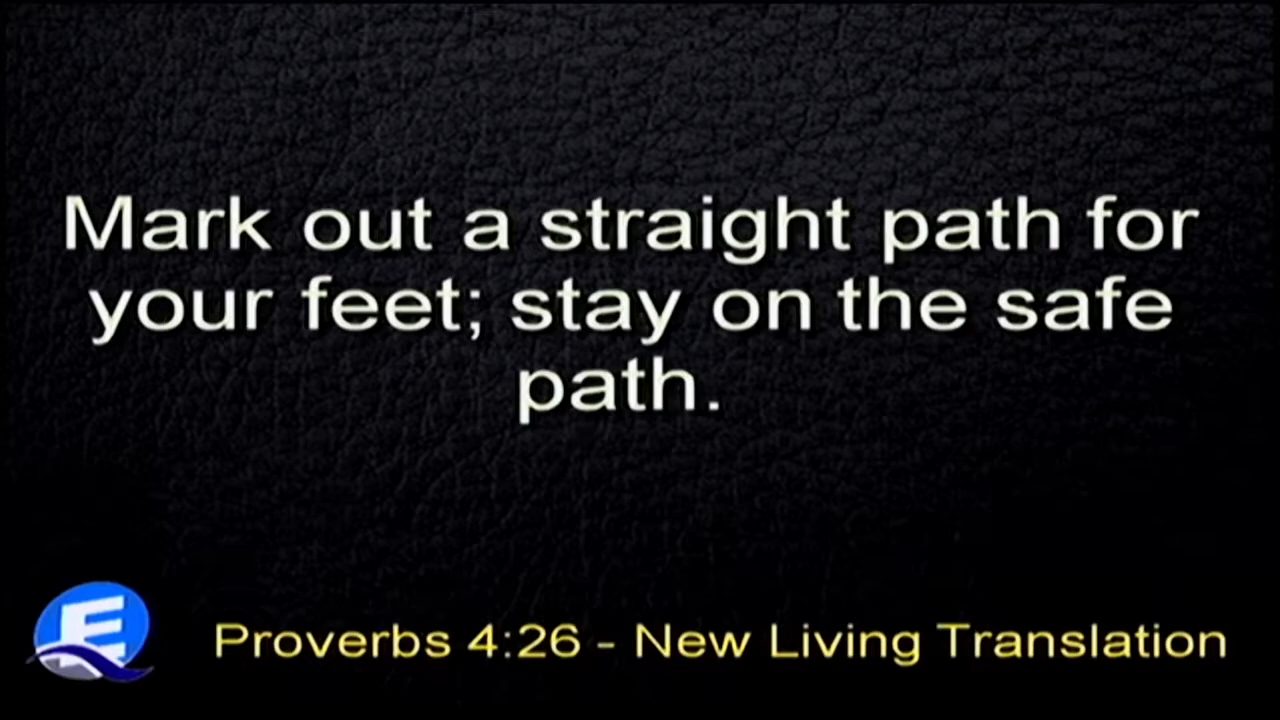 Mark out a straight path for
your feet; stay on the safe
path.
E
Proverbs 4:26 - New Living Translation